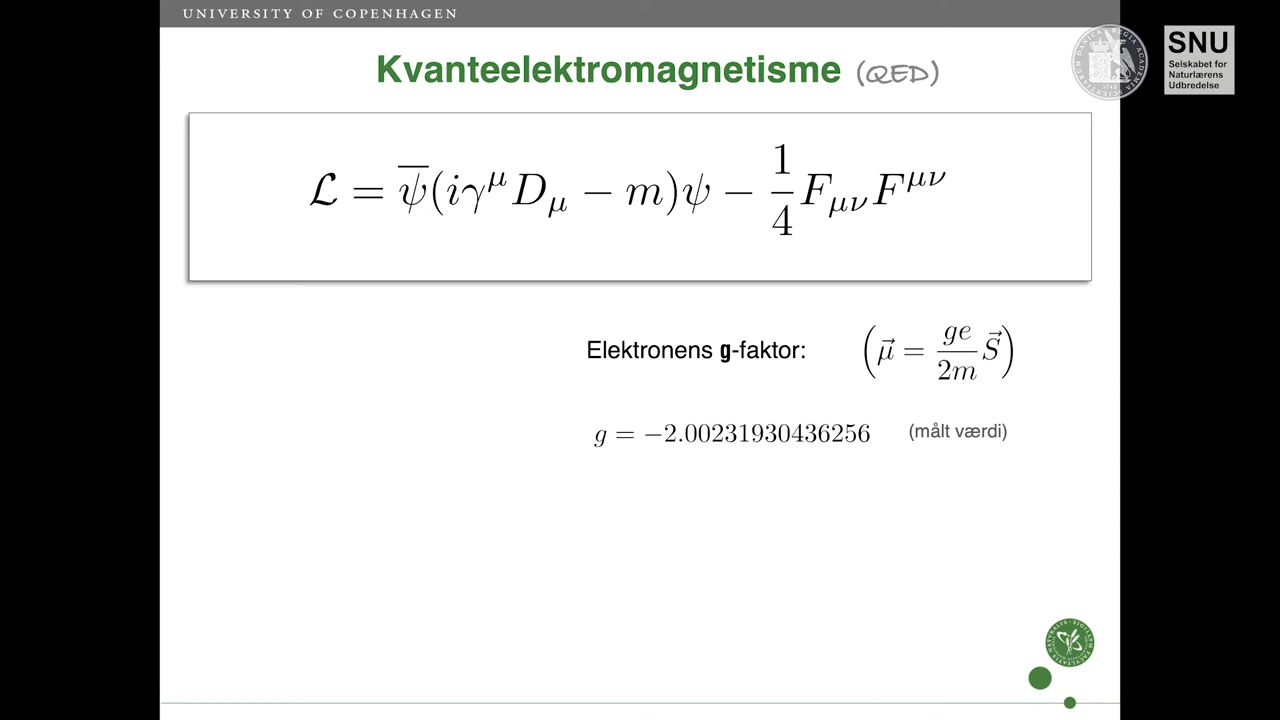 UNIVERSITY OF COPENHAGEN
SNU
Selskabet for
Naturlærens
Udbredelse
Kvanteelektromagnetisme (QED)
ℒ = ψ̅(iγ^μ D_μ − m)ψ − 1/4 F_μν F^μν
Elektronens g-faktor: (μ⃗ = ge/2m S⃗)
g = −2.00231930436256 (målt værdi)